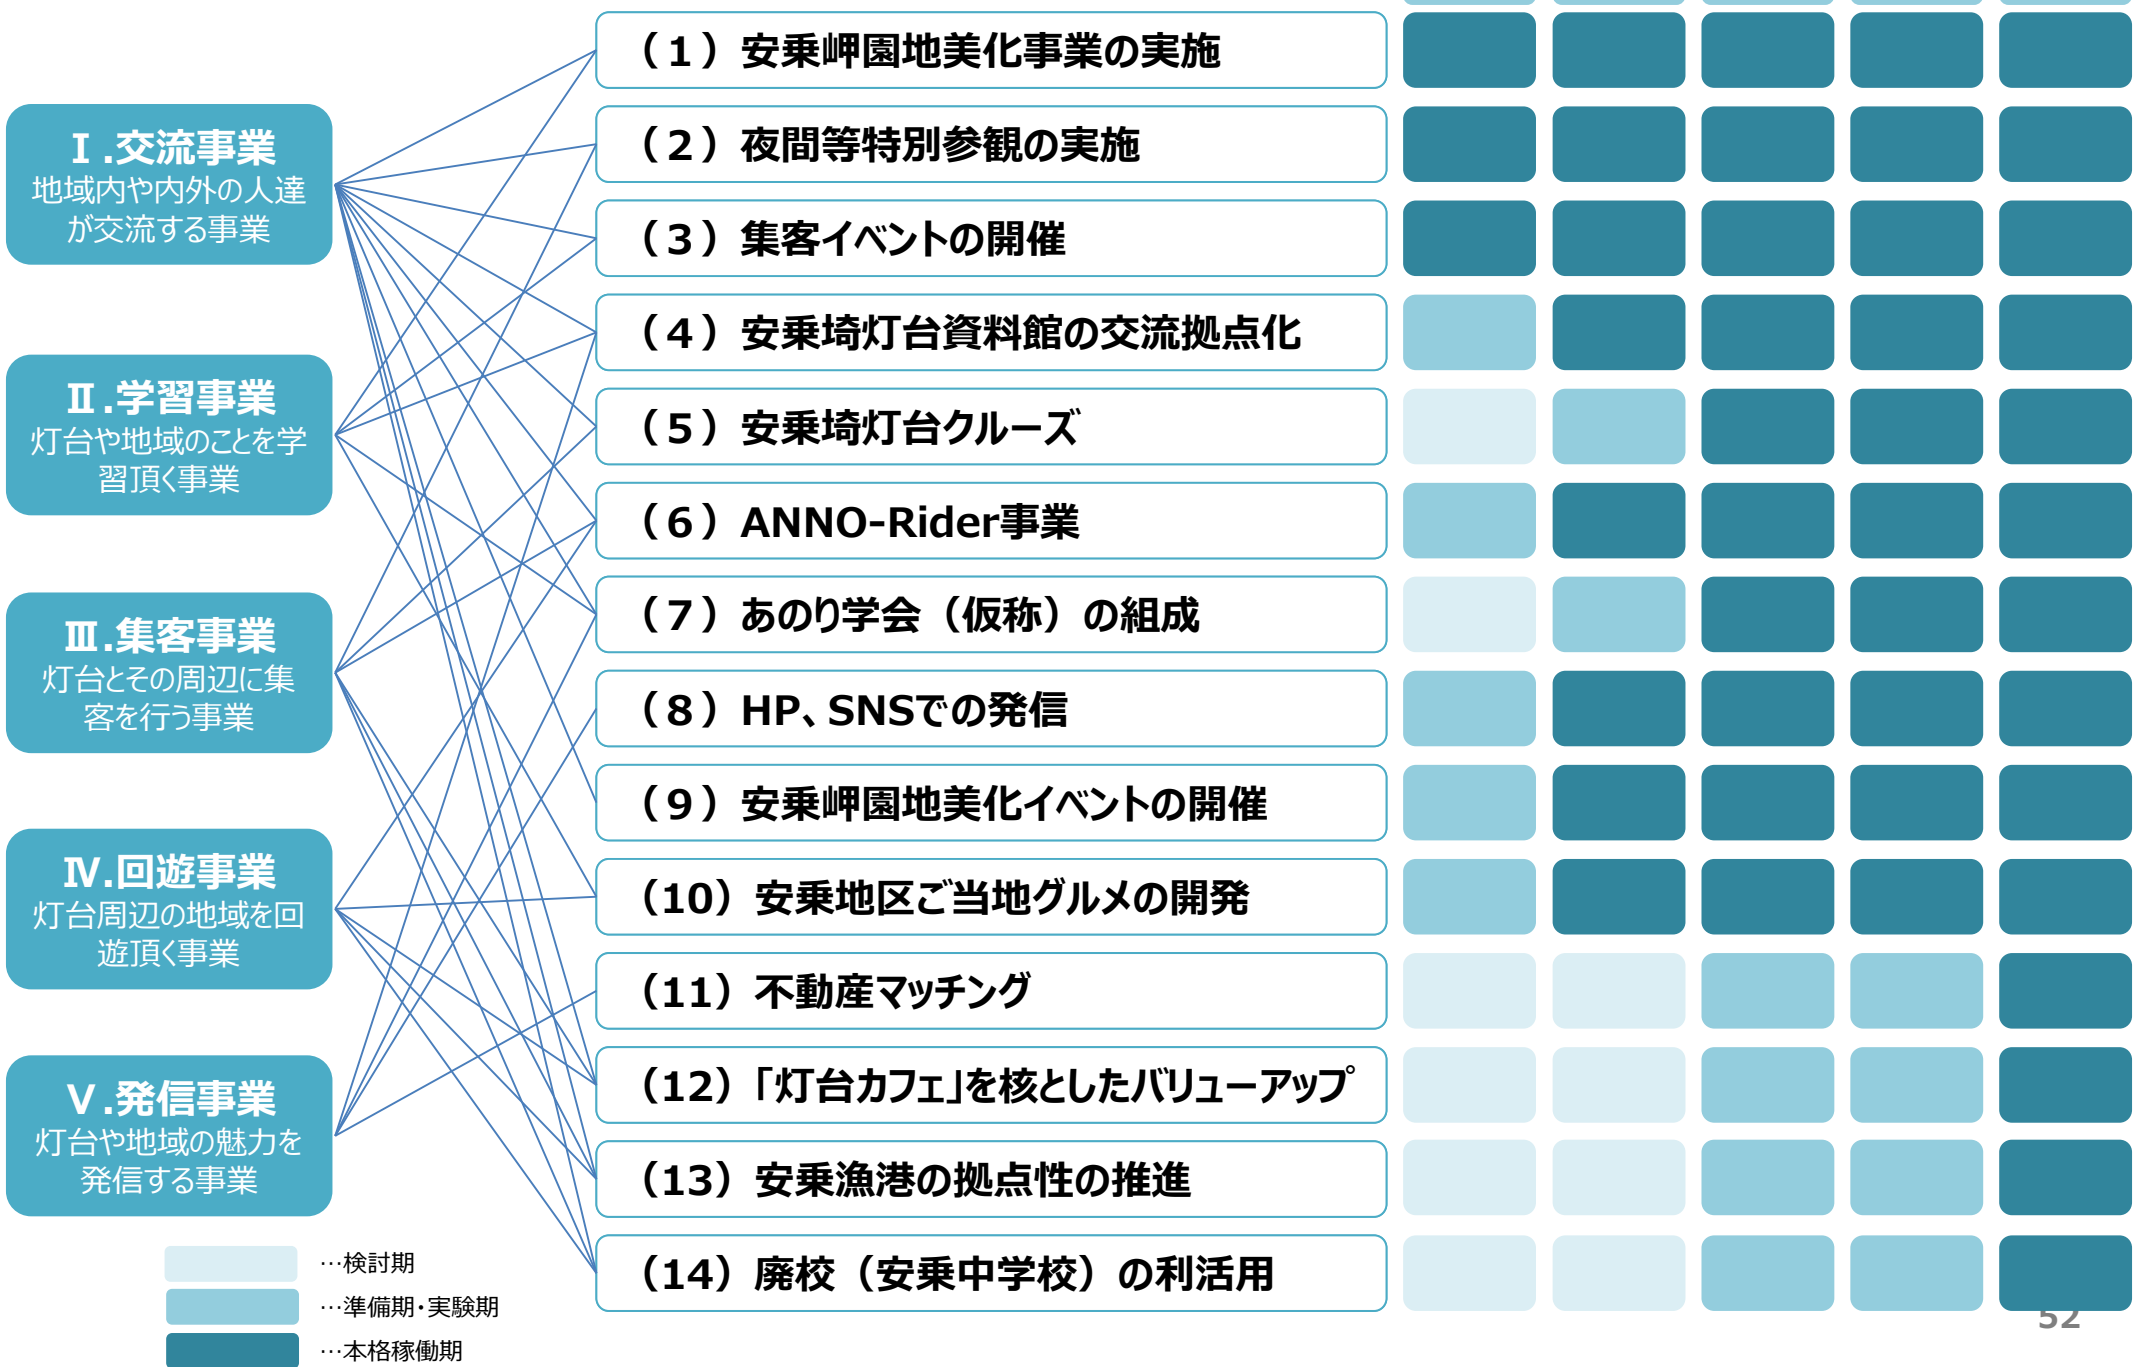 Ⅰ.交流事業
地域内や内外の人達
が交流する事業
Ⅱ.学習事業
灯台や地域のことを学
習頂く事業
Ⅲ.集客事業
灯台とその周辺に集
客を行う事業
Ⅳ.回遊事業
灯台周辺の地域を回
遊頂く事業
Ⅴ.発信事業
灯台や地域の魅力を
発信する事業
（１）安乗岬園地美化事業の実施
（２）夜間等特別参観の実施
（３）集客イベントの開催
（４）安乗埼灯台資料館の交流拠点化
（５）安乗埼灯台クルーズ
（６）ANNO-Rider事業
（７）あのり学会（仮称）の組成
（８）HP、SNSでの発信
（９）安乗岬園地美化イベントの開催
（10）安乗地区ご当地グルメの開発
（11）不動産マッチング
（12）「灯台カフェ」を核としたバリューアップ
（13）安乗漁港の拠点性の推進
（14）廃校（安乗中学校）の利活用
…検討期
…準備期・実験期
…本格稼働期
52